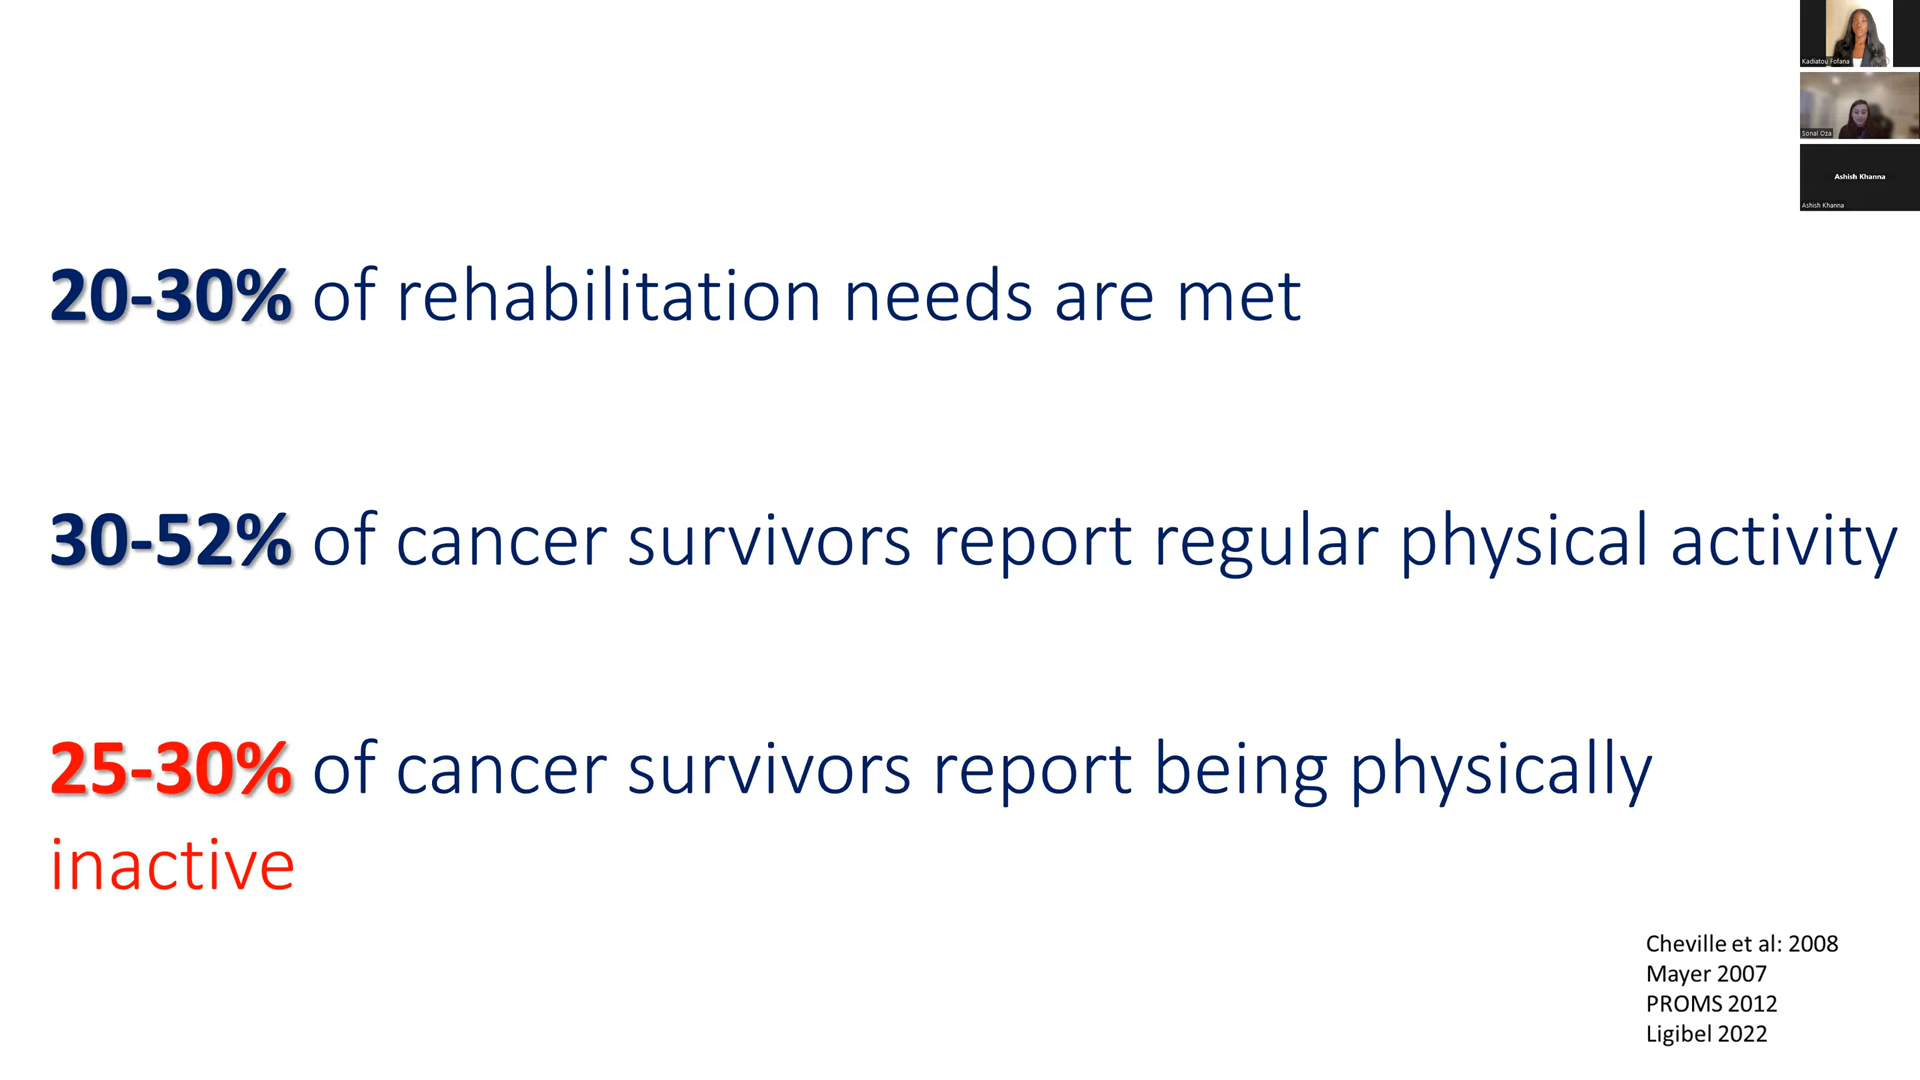 Kadiatou Fofana
Sonal Oza
Ashish Khanna
Ashish Khanna
20-30% of rehabilitation needs are met
30-52% of cancer survivors report regular physical activity
25-30% of cancer survivors report being physically
inactive
Cheville et al: 2008
Mayer 2007
PROMS 2012
Ligibel 2022